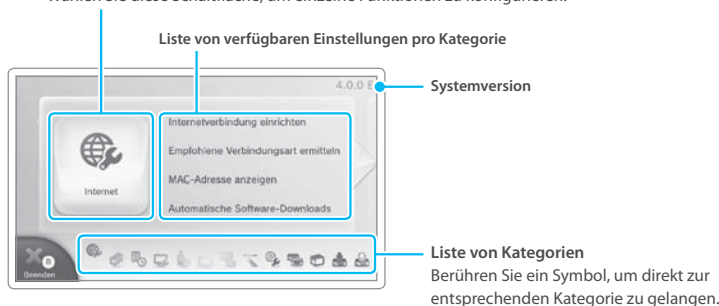 Wählen Sie diese Schaltfläche, um einzelne Funktionen zu konfigurieren.
Liste von verfügbaren Einstellungen pro Kategorie
4.0.0 E
Systemversion
Internetverbindung einrichten
Empfohlene Verbindungsart ermitteln
Internet
MAC-Adresse anzeigen
Automatische Software-Downloads
Beenden
B
Liste von Kategorien
Berühren Sie ein Symbol, um direkt zur
entsprechenden Kategorie zu gelangen.